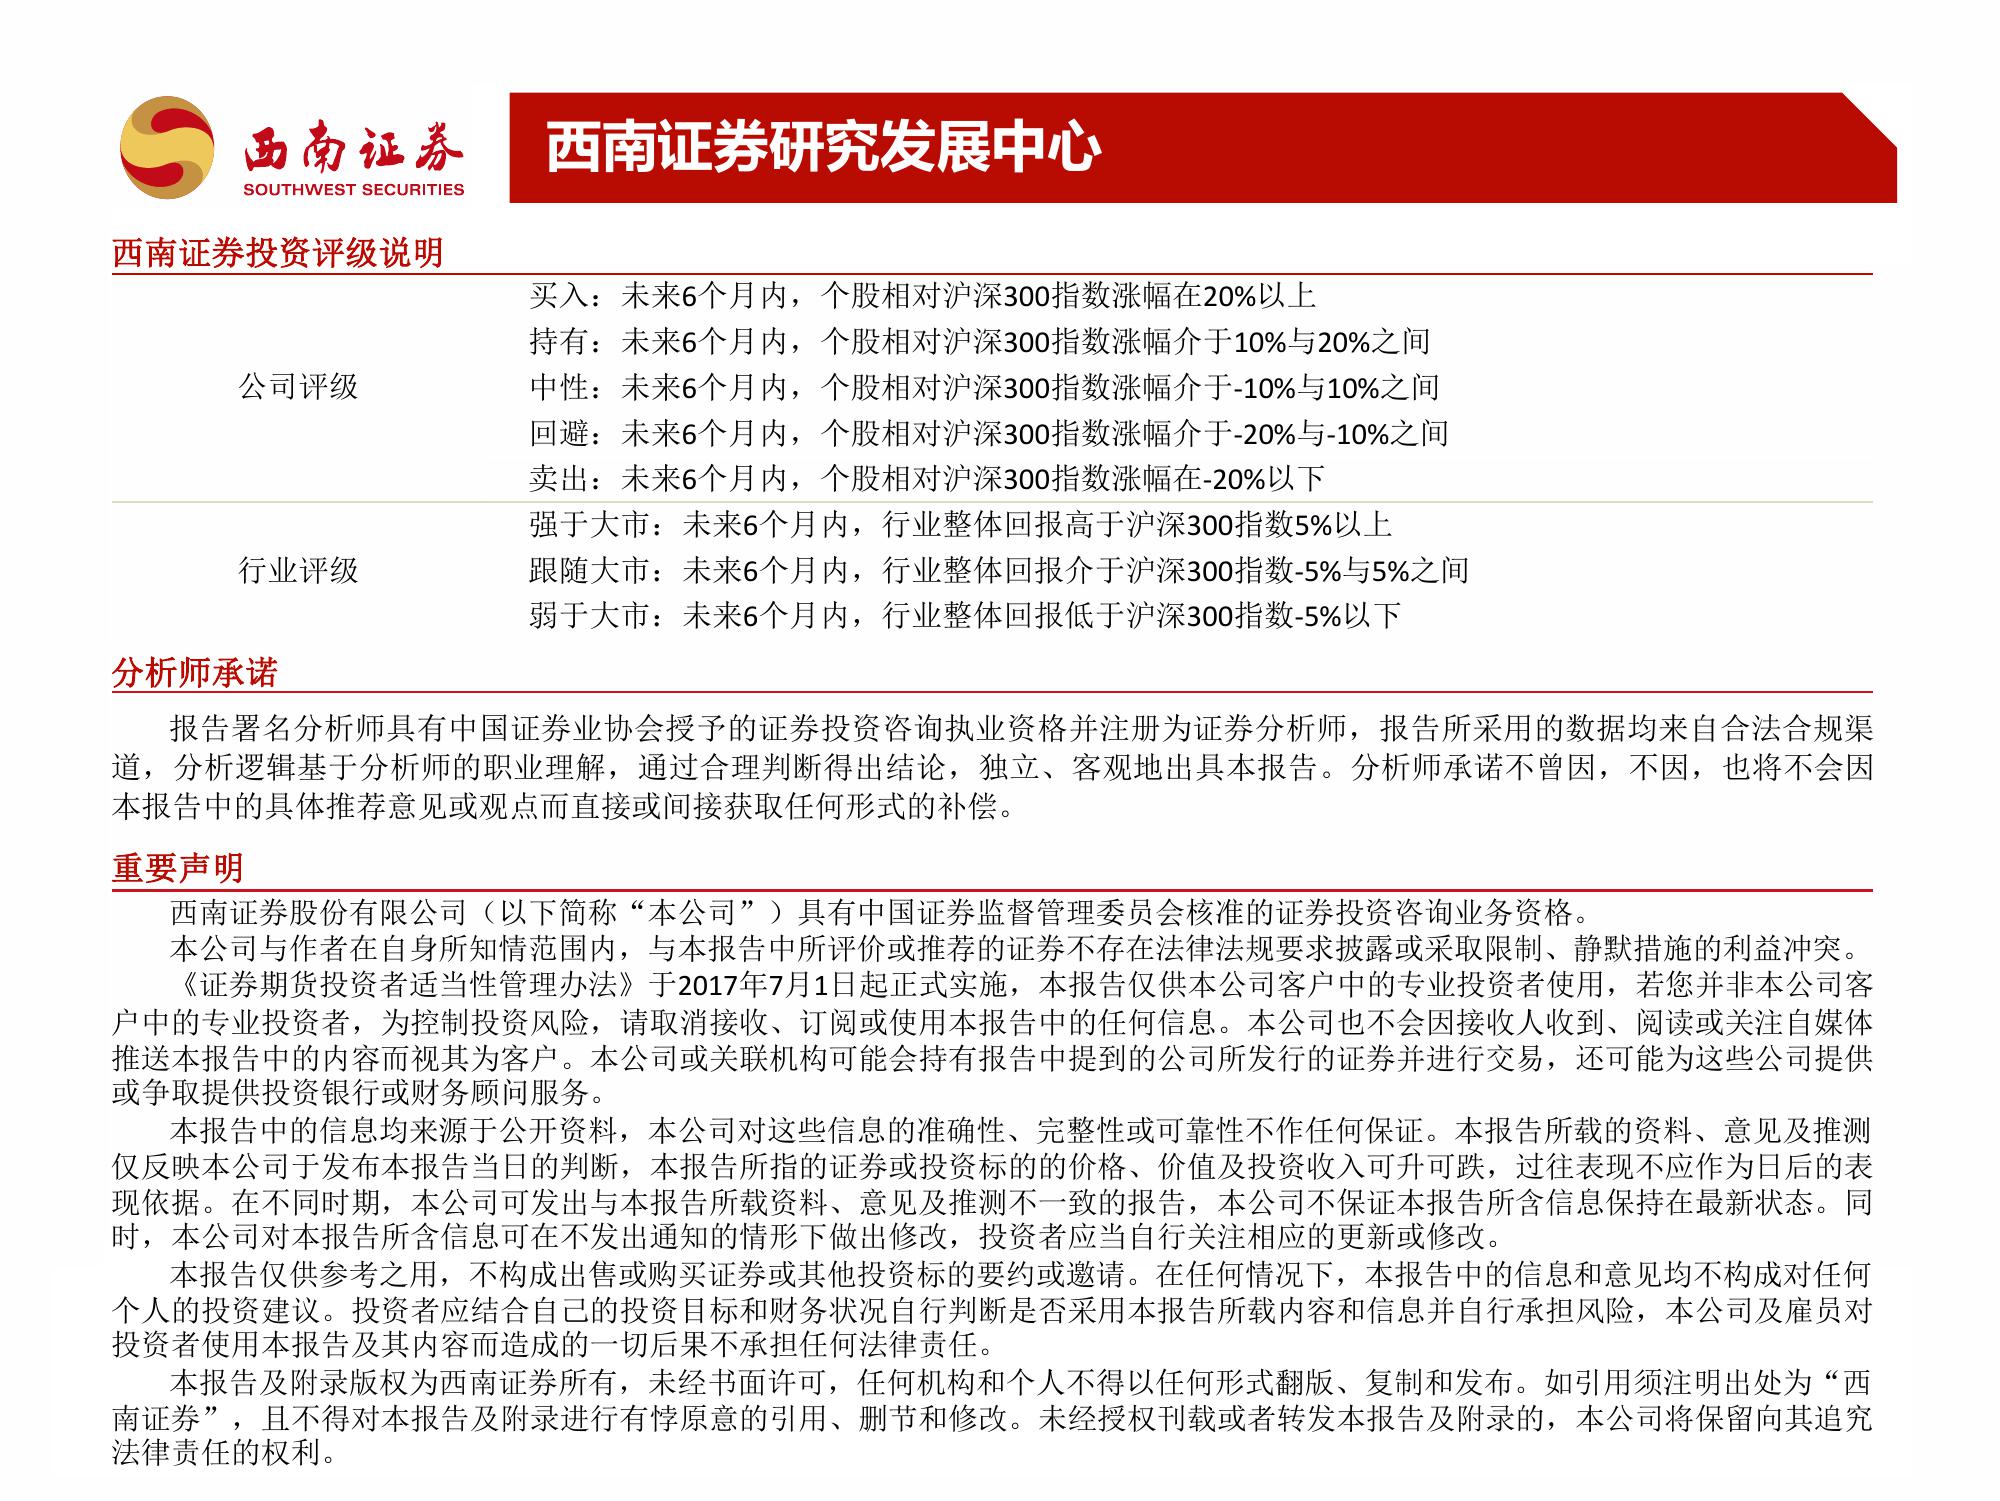 西南证券
SOUTHWEST SECURITIES
西南证券研究发展中心
西南证券投资评级说明
公司评级
买入：未来6个月内，个股相对沪深300指数涨幅在20%以上
持有：未来6个月内，个股相对沪深300指数涨幅介于10%与20%之间
中性：未来6个月内，个股相对沪深300指数涨幅介于-10%与10%之间
回避：未来6个月内，个股相对沪深300指数涨幅介于-20%与-10%之间
卖出：未来6个月内，个股相对沪深300指数涨幅在-20%以下
行业评级
强于大市：未来6个月内，行业整体回报高于沪深300指数5%以上
跟随大市：未来6个月内，行业整体回报介于沪深300指数-5%与5%之间
弱于大市：未来6个月内，行业整体回报低于沪深300指数-5%以下
分析师承诺
报告署名分析师具有中国证券业协会授予的证券投资咨询执业资格并注册为证券分析师，报告所采用的数据均来自合法合规渠
道，分析逻辑基于分析师的职业理解，通过合理判断得出结论，独立、客观地出具本报告。分析师承诺不曾因，不因，也将不会因
本报告中的具体推荐意见或观点而直接或间接获取任何形式的补偿。
重要声明
西南证券股份有限公司（以下简称“本公司”）具有中国证券监督管理委员会核准的证券投资咨询业务资格。
本公司与作者在自身所知情范围内，与本报告中所评价或推荐的证券不存在法律法规要求披露或采取限制、静默措施的利益冲突。
《证券期货投资者适当性管理办法》于2017年7月1日起正式实施，本报告仅供本公司客户中的专业投资者使用，若您并非本公司客
户中的专业投资者，为控制投资风险，请取消接收、订阅或使用本报告中的任何信息。本公司也不会因接收人收到、阅读或关注自媒体
推送本报告中的内容而视其为客户。本公司或关联机构可能会持有报告中提到的公司所发行的证券并进行交易，还可能为这些公司提供
或争取提供投资银行或财务顾问服务。
本报告中的信息均来源于公开资料，本公司对这些信息的准确性、完整性或可靠性不作任何保证。本报告所载的资料、意见及推测
仅反映本公司于发布本报告当日的判断，本报告所指的证券或投资标的的价格、价值及投资收入可升可跌，过往表现不应作为日后的表
现依据。在不同时期，本公司可发出与本报告所载资料、意见及推测不一致的报告，本公司不保证本报告所含信息保持在最新状态。同
时，本公司对本报告所含信息可在不发出通知的情形下做出修改，投资者应当自行关注相应的更新或修改。
本报告仅供参考之用，不构成出售或购买证券或其他投资标的要约或邀请。在任何情况下，本报告中的信息和意见均不构成对任何
个人的投资建议。投资者应结合自己的投资目标和财务状况自行判断是否采用本报告所载内容和信息并自行承担风险，本公司及雇员对
投资者使用本报告及其内容而造成的一切后果不承担任何法律责任。
本报告及附录版权为西南证券所有，未经书面许可，任何机构和个人不得以任何形式翻版、复制和发布。如引用须注明出处为“西
南证券”，且不得对本报告及附录进行有悖原意的引用、删节和修改。未经授权刊载或者转发本报告及附录的，本公司将保留向其追究
法律责任的权利。